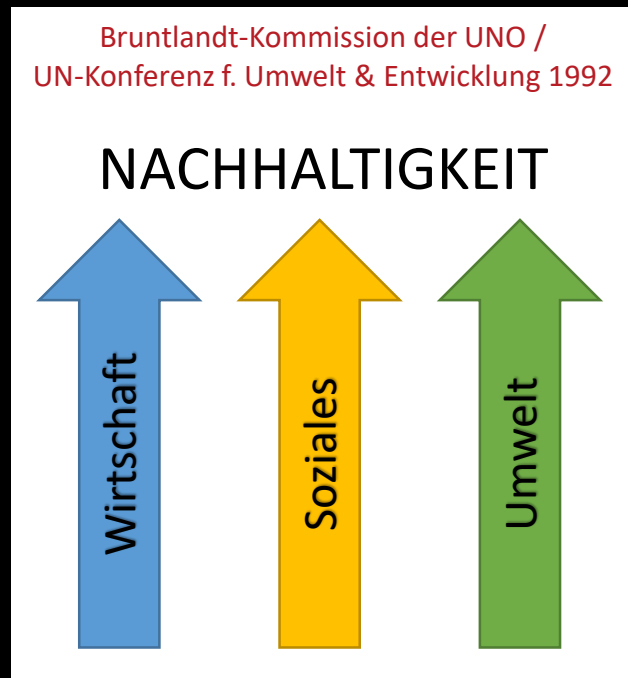 Bruntlandt-Kommission der UNO /
UN-Konferenz f. Umwelt & Entwicklung 1992
NACHHALTIGKEIT
Wirtschaft
Soziales
Umwelt